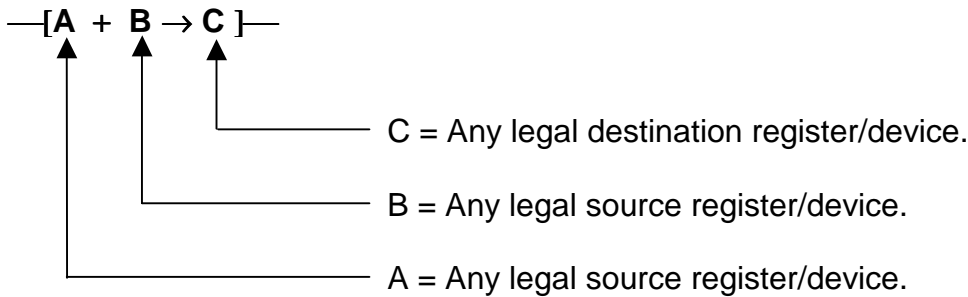 [A + B → C]
C = Any legal destination register/device.
B = Any legal source register/device.
A = Any legal source register/device.